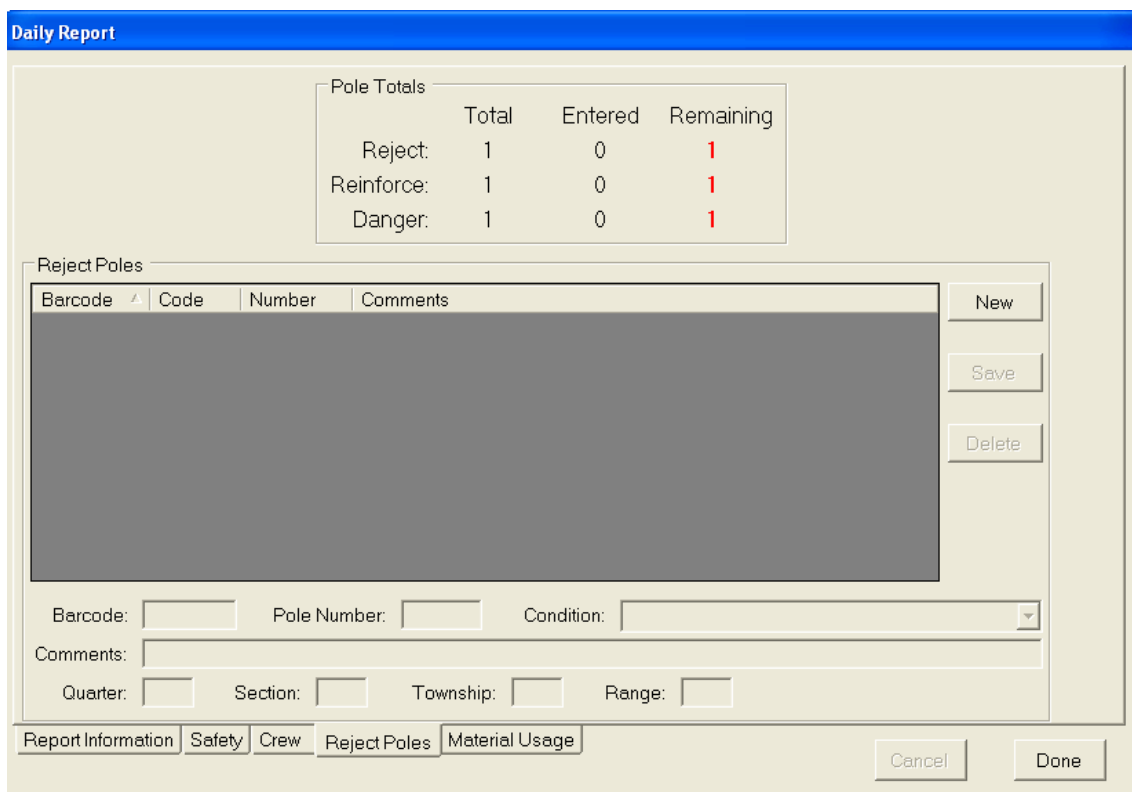 Daily Report
Pole Totals
Total Entered Remaining
Reject: 1 0 1
Reinforce: 1 0 1
Danger: 1 0 1
Reject Poles
Barcode Code Number Comments
New
Save
Delete
Barcode: Pole Number: Condition:
Comments:
Quarter: Section: Township: Range:
Report Information Safety Crew Reject Poles Material Usage
Cancel Done